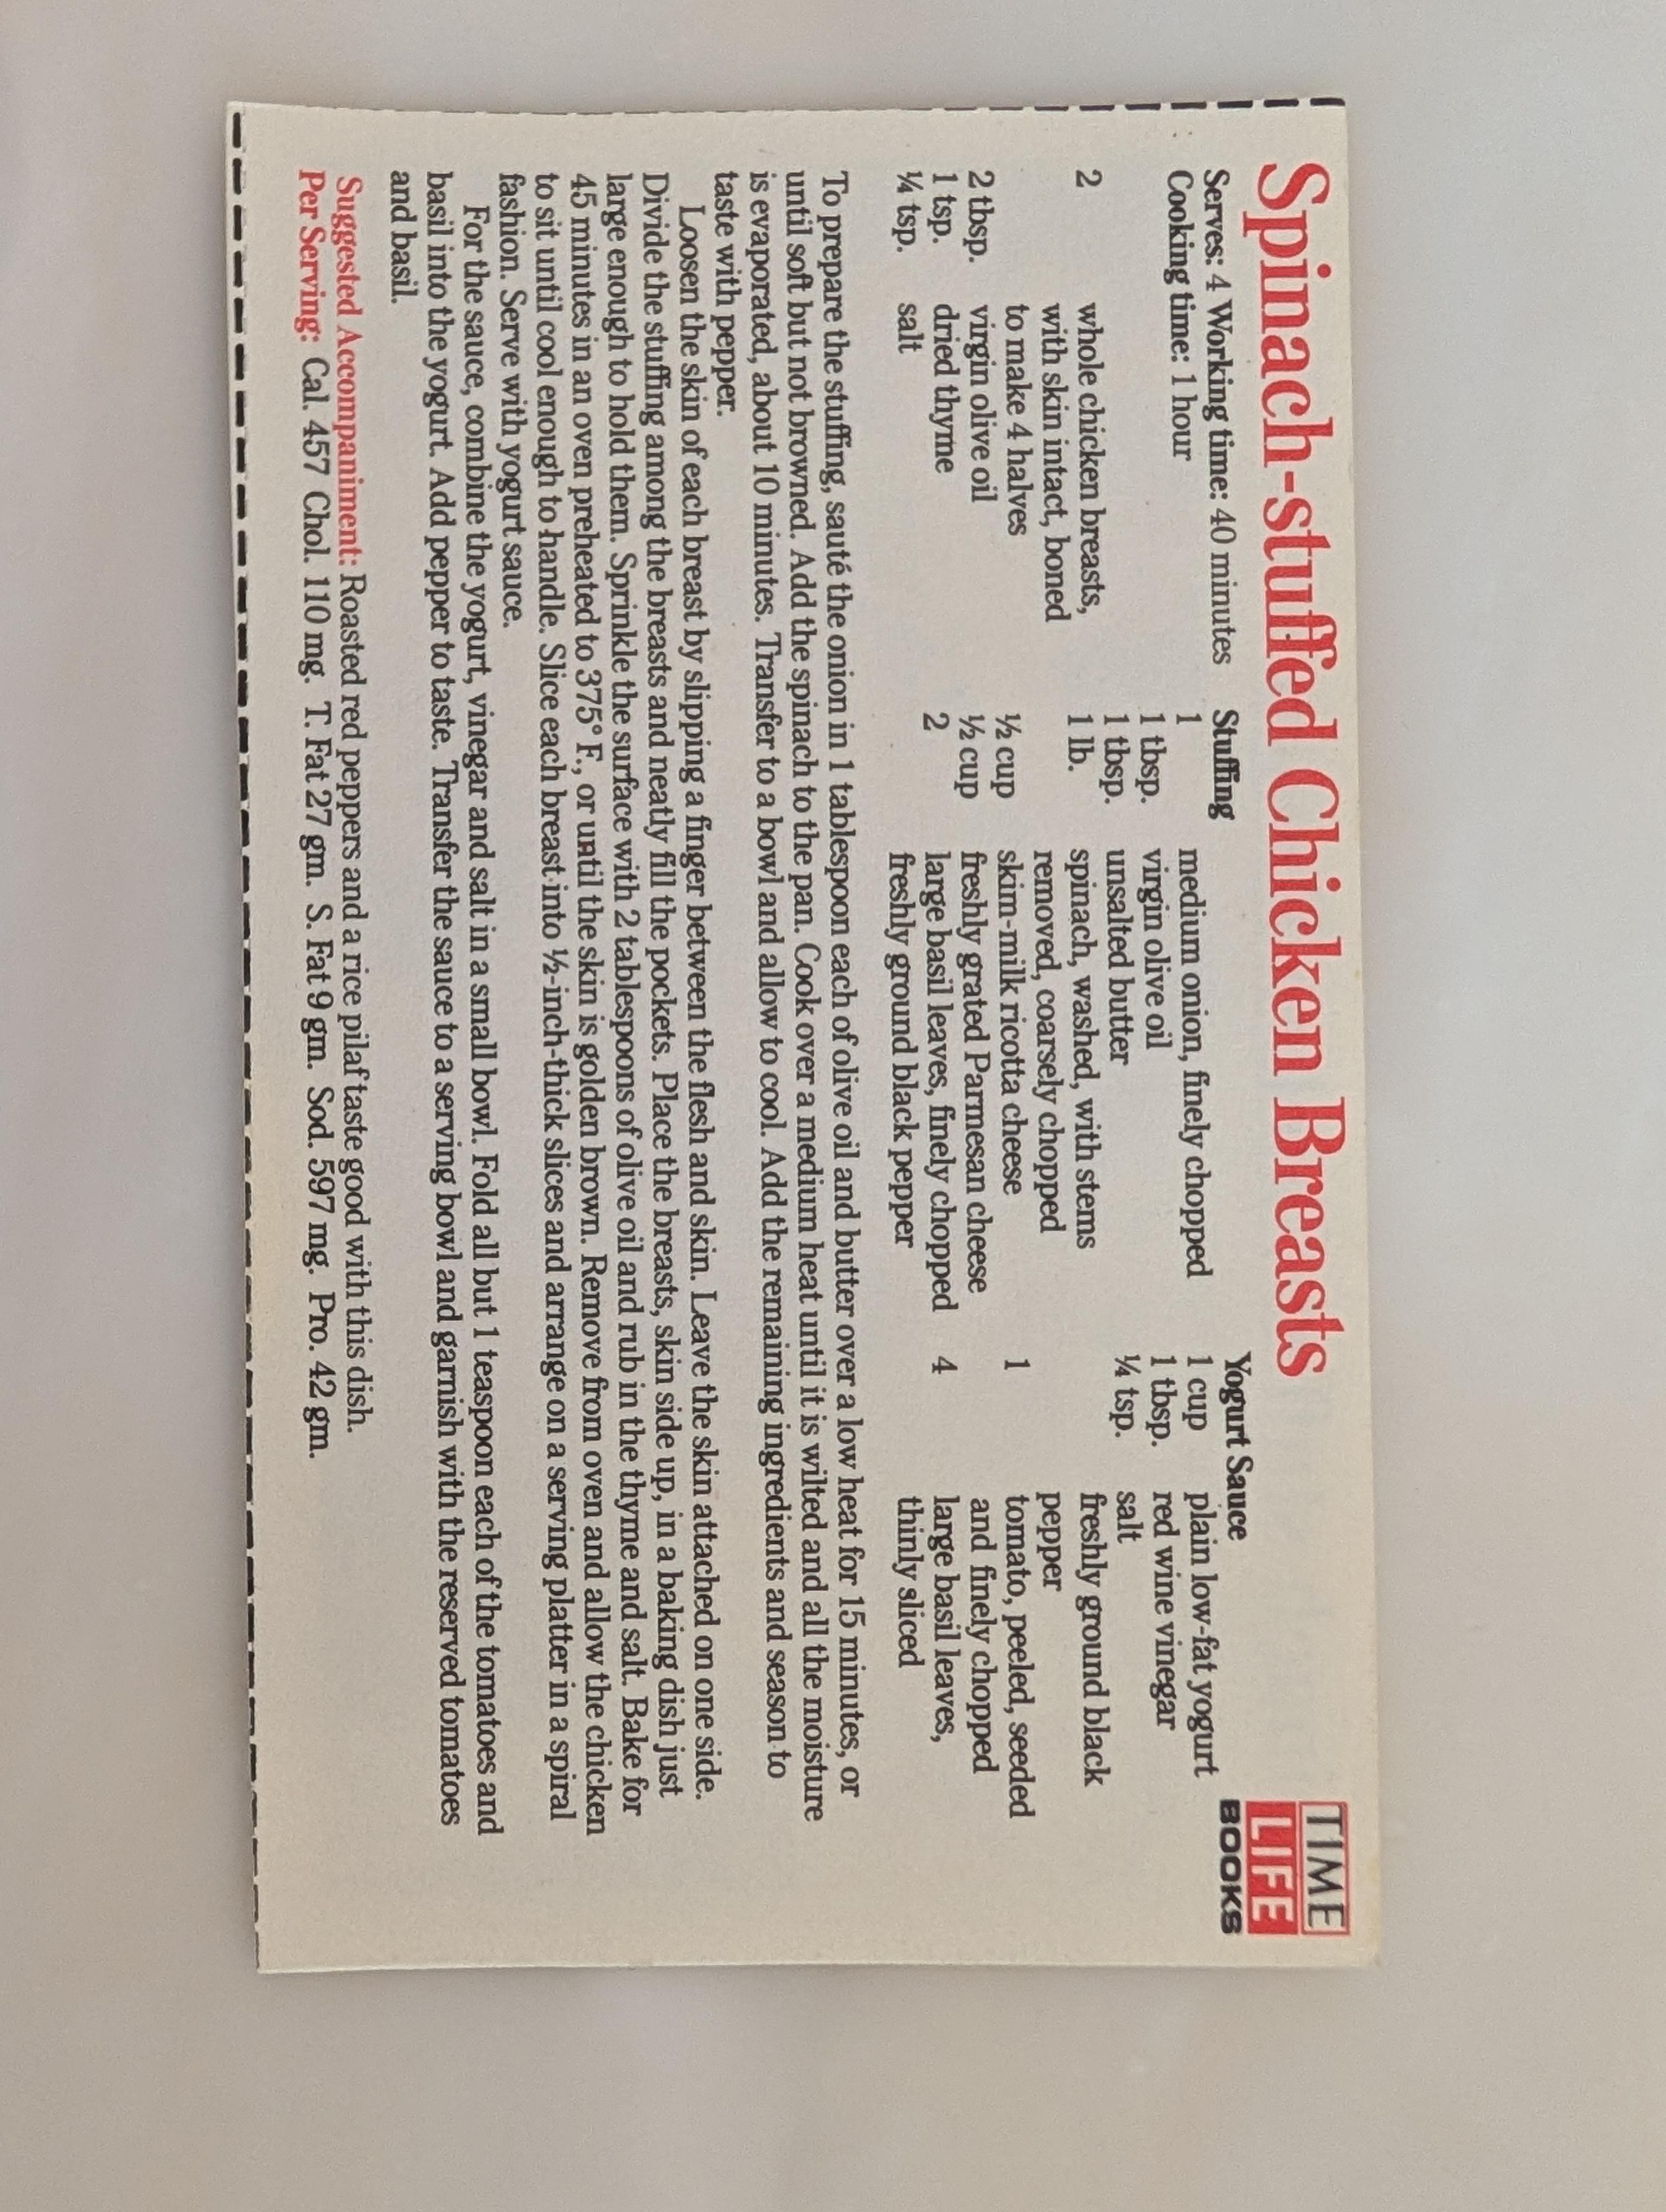 Spinach-stuffed Chicken Breasts
TIME
LIFE
BOOKS
Serves: 4 Working time: 40 minutes
Cooking time: 1 hour
2 whole chicken breasts,
with skin intact, boned
to make 4 halves
2 tbsp. virgin olive oil
1 tsp. dried thyme
¼ tsp. salt
Stuffing
1 medium onion, finely chopped
1 tbsp. virgin olive oil
1 tbsp. unsalted butter
1 lb. spinach, washed, with stems
removed, coarsely chopped
½ cup skim-milk ricotta cheese
½ cup freshly grated Parmesan cheese
2 large basil leaves, finely chopped
freshly ground black pepper
Yogurt Sauce
1 cup plain low-fat yogurt
1 tbsp. red wine vinegar
¼ tsp. salt
freshly ground black
pepper
1 tomato, peeled, seeded
and finely chopped
4 large basil leaves,
thinly sliced
To prepare the stuffing, sauté the onion in 1 tablespoon each of olive oil and butter over a low heat for 15 minutes, or
until soft but not browned. Add the spinach to the pan. Cook over a medium heat until it is wilted and all the moisture
is evaporated, about 10 minutes. Transfer to a bowl and allow to cool. Add the remaining ingredients and season to
taste with pepper.
Loosen the skin of each breast by slipping a finger between the flesh and skin. Leave the skin attached on one side.
Divide the stuffing among the breasts and neatly fill the pockets. Place the breasts, skin side up, in a baking dish just
large enough to hold them. Sprinkle the surface with 2 tablespoons of olive oil and rub in the thyme and salt. Bake for
45 minutes in an oven preheated to 375° F., or until the skin is golden brown. Remove from oven and allow the chicken
to sit until cool enough to handle. Slice each breast into ½-inch-thick slices and arrange on a serving platter in a spiral
fashion. Serve with yogurt sauce.
For the sauce, combine the yogurt, vinegar and salt in a small bowl. Fold all but 1 teaspoon each of the tomatoes and
basil into the yogurt. Add pepper to taste. Transfer the sauce to a serving bowl and garnish with the reserved tomatoes
and basil.
Suggested Accompaniment: Roasted red peppers and a rice pilaf taste good with this dish.
Per Serving: Cal. 457 Chol. 110 mg. T. Fat 27 gm. S. Fat 9 gm. Sod. 597 mg. Pro. 42 gm.